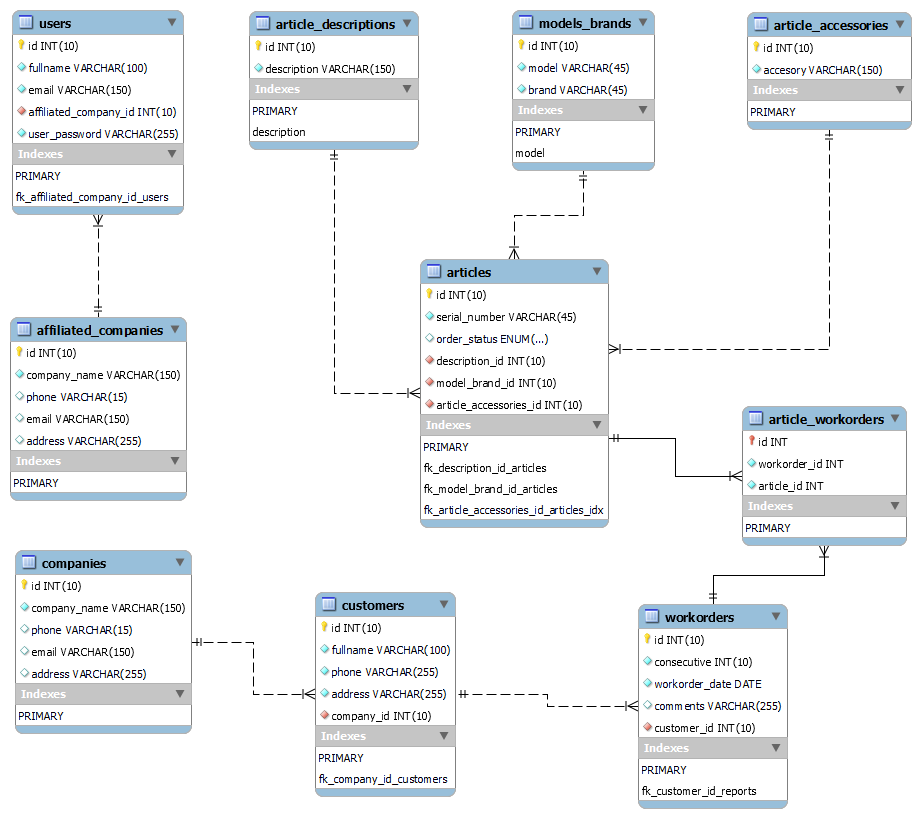 users
id INT(10)
fullname VARCHAR(100)
email VARCHAR(150)
affiliated_company_id INT(10)
user_password VARCHAR(255)
Indexes
PRIMARY
fk_affiliated_company_id_users
article_descriptions
id INT(10)
description VARCHAR(150)
Indexes
PRIMARY
description
models_brands
id INT(10)
model VARCHAR(45)
brand VARCHAR(45)
Indexes
PRIMARY
model
article_accessories
id INT(10)
accesory VARCHAR(150)
Indexes
PRIMARY
affiliated_companies
id INT(10)
company_name VARCHAR(150)
phone VARCHAR(15)
email VARCHAR(150)
address VARCHAR(255)
Indexes
PRIMARY
articles
id INT(10)
serial_number VARCHAR(45)
order_status ENUM(...)
description_id INT(10)
model_brand_id INT(10)
article_accessories_id INT(10)
Indexes
PRIMARY
fk_description_id_articles
fk_model_brand_id_articles
fk_article_accessories_id_articles_idx
article_workorders
id INT
workorder_id INT
article_id INT
Indexes
PRIMARY
companies
id INT(10)
company_name VARCHAR(150)
phone VARCHAR(15)
email VARCHAR(150)
address VARCHAR(255)
Indexes
PRIMARY
customers
id INT(10)
fullname VARCHAR(100)
phone VARCHAR(255)
address VARCHAR(255)
company_id INT(10)
Indexes
PRIMARY
fk_company_id_customers
workorders
id INT(10)
consecutive INT(10)
workorder_date DATE
comments VARCHAR(255)
customer_id INT(10)
Indexes
PRIMARY
fk_customer_id_reports